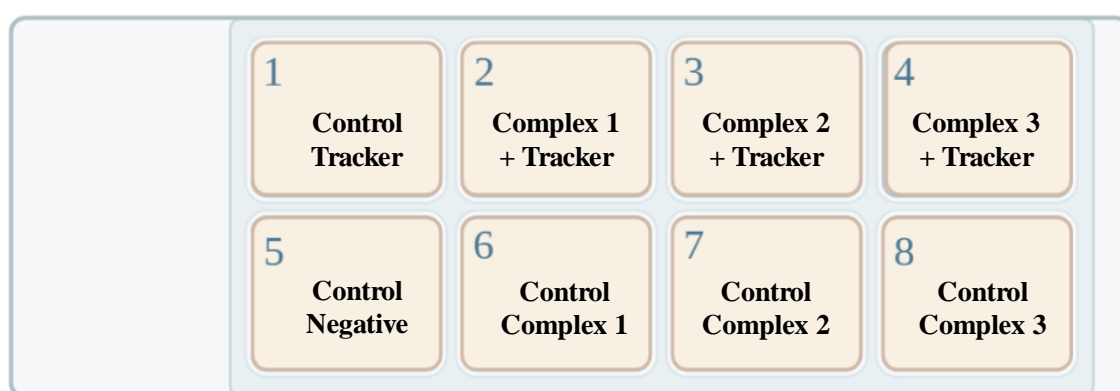 1
Control
Tracker
2
Complex 1
+ Tracker
3
Complex 2
+ Tracker
4
Complex 3
+ Tracker
5
Control
Negative
6
Control
Complex 1
7
Control
Complex 2
8
Control
Complex 3